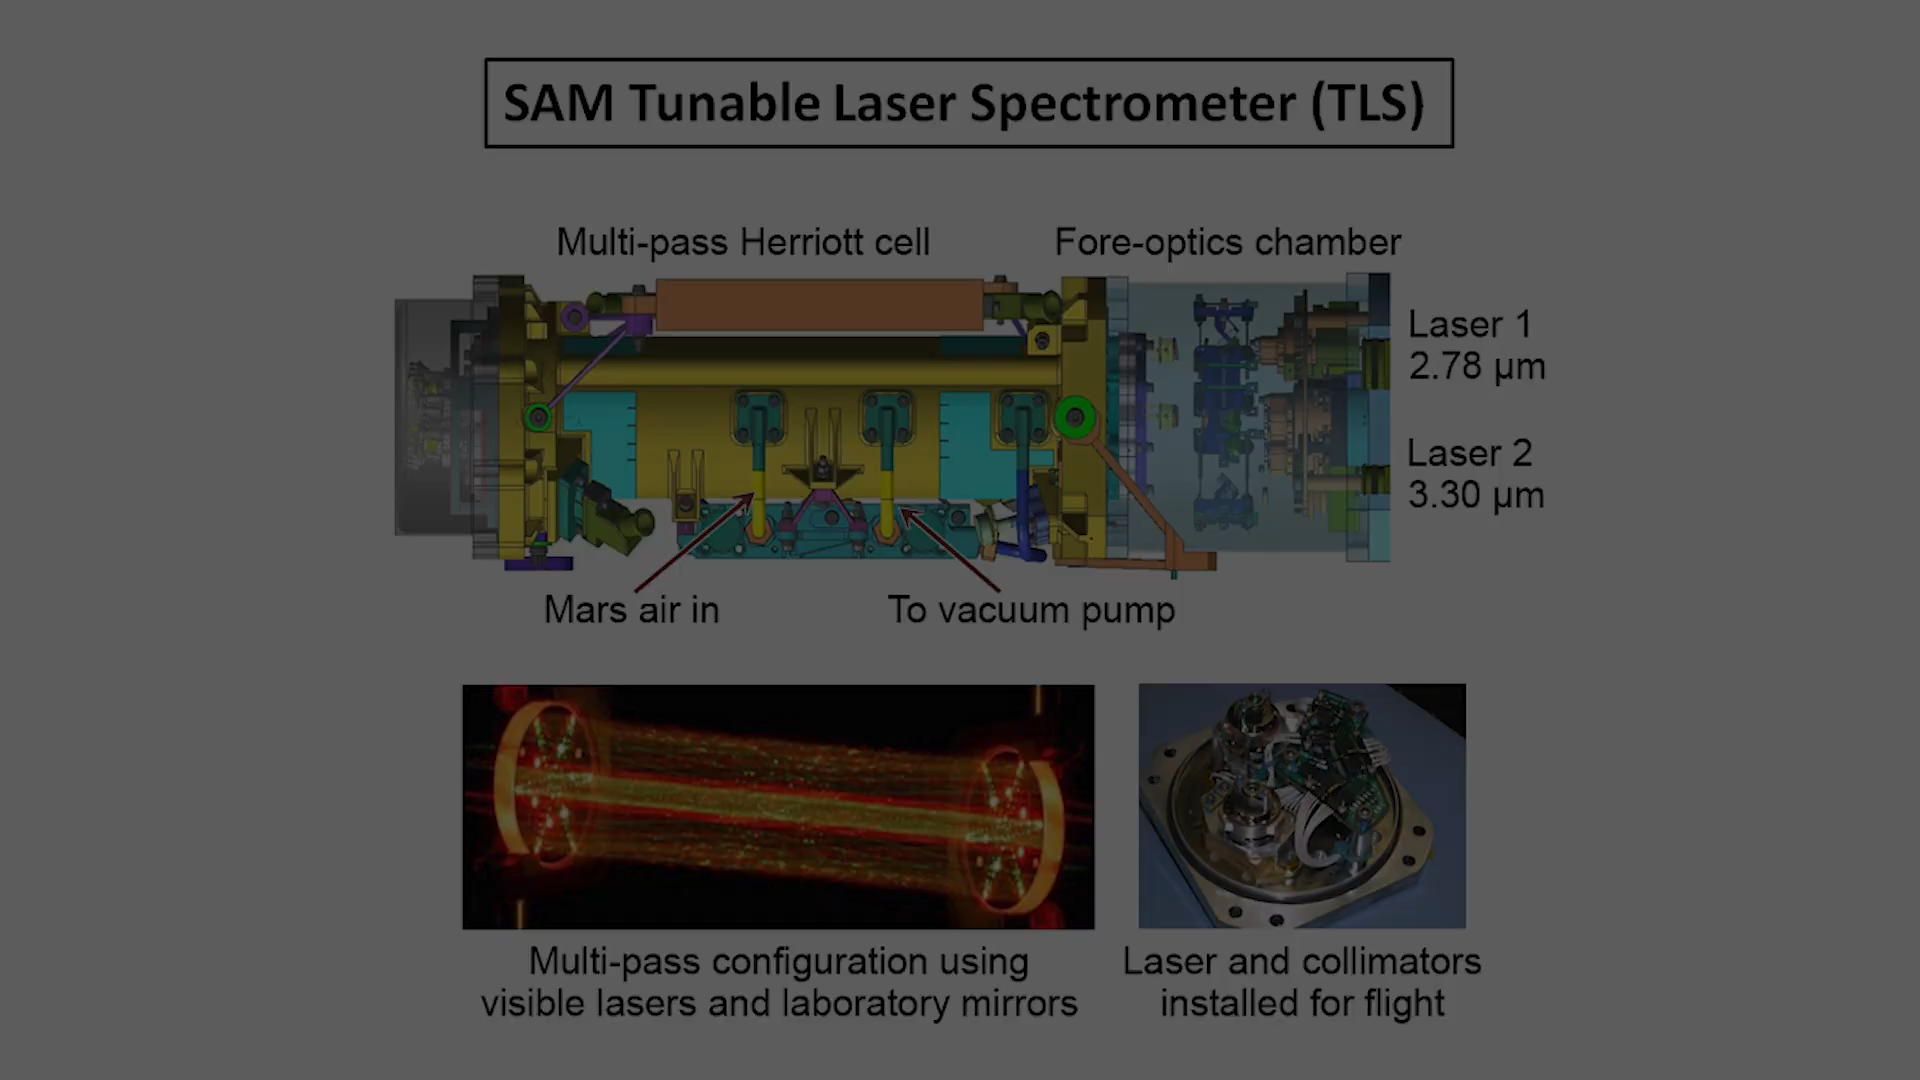 SAM Tunable Laser Spectrometer (TLS)
Multi-pass Herriott cell
Fore-optics chamber
Laser 1
2.78 µm
Laser 2
3.30 µm
Mars air in
To vacuum pump
Multi-pass configuration using
visible lasers and laboratory mirrors
Laser and collimators
installed for flight